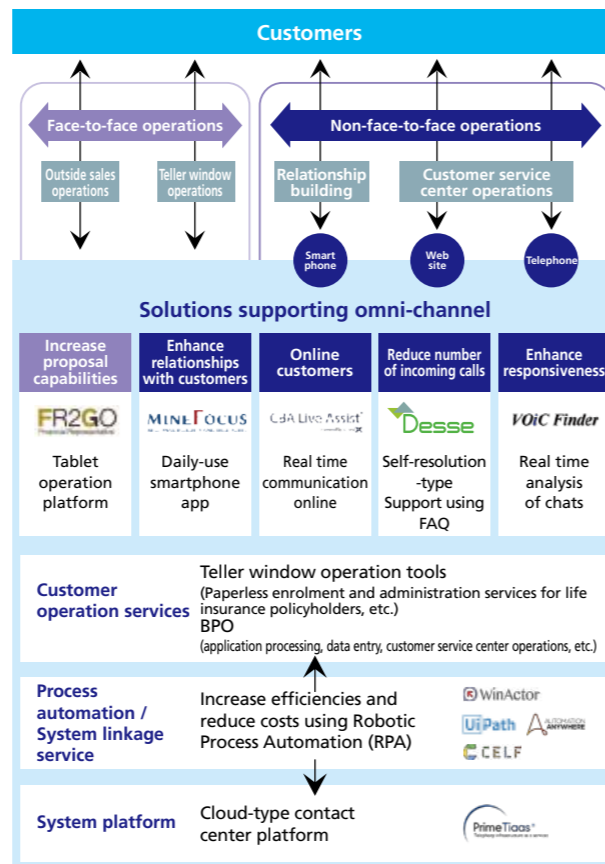 Customers
Face-to-face operations
Non-face-to-face operations
Outside sales
operations
Teller window
operations
Relationship
building
Customer service
center operations
Smart
phone
Web
site
Telephone
Solutions supporting omni-channel
Increase
proposal
capabilities
Enhance
relationships
with customers
Online
customers
Reduce number
of incoming calls
Enhance
responsiveness
FR2GO
MINEFOCUS
CBA Live Assist
Desse
VOiC Finder
Tablet
operation
platform
Daily-use
smartphone
app
Real time
communication
online
Self-resolution
-type
Support using
FAQ
Real time
analysis
of chats
Customer
operation services
Teller window operation tools
(Paperless enrolment and administration services for life
insurance policyholders, etc.)
BPO
(application processing, data entry, customer service center operations, etc.)
Process
automation /
System linkage
service
Increase efficiencies and
reduce costs using Robotic
Process Automation (RPA)
WinActor
UiPath
AUTOMATION
ANYWHERE
CELF
System platform
Cloud-type contact
center platform
PrimeTiaas